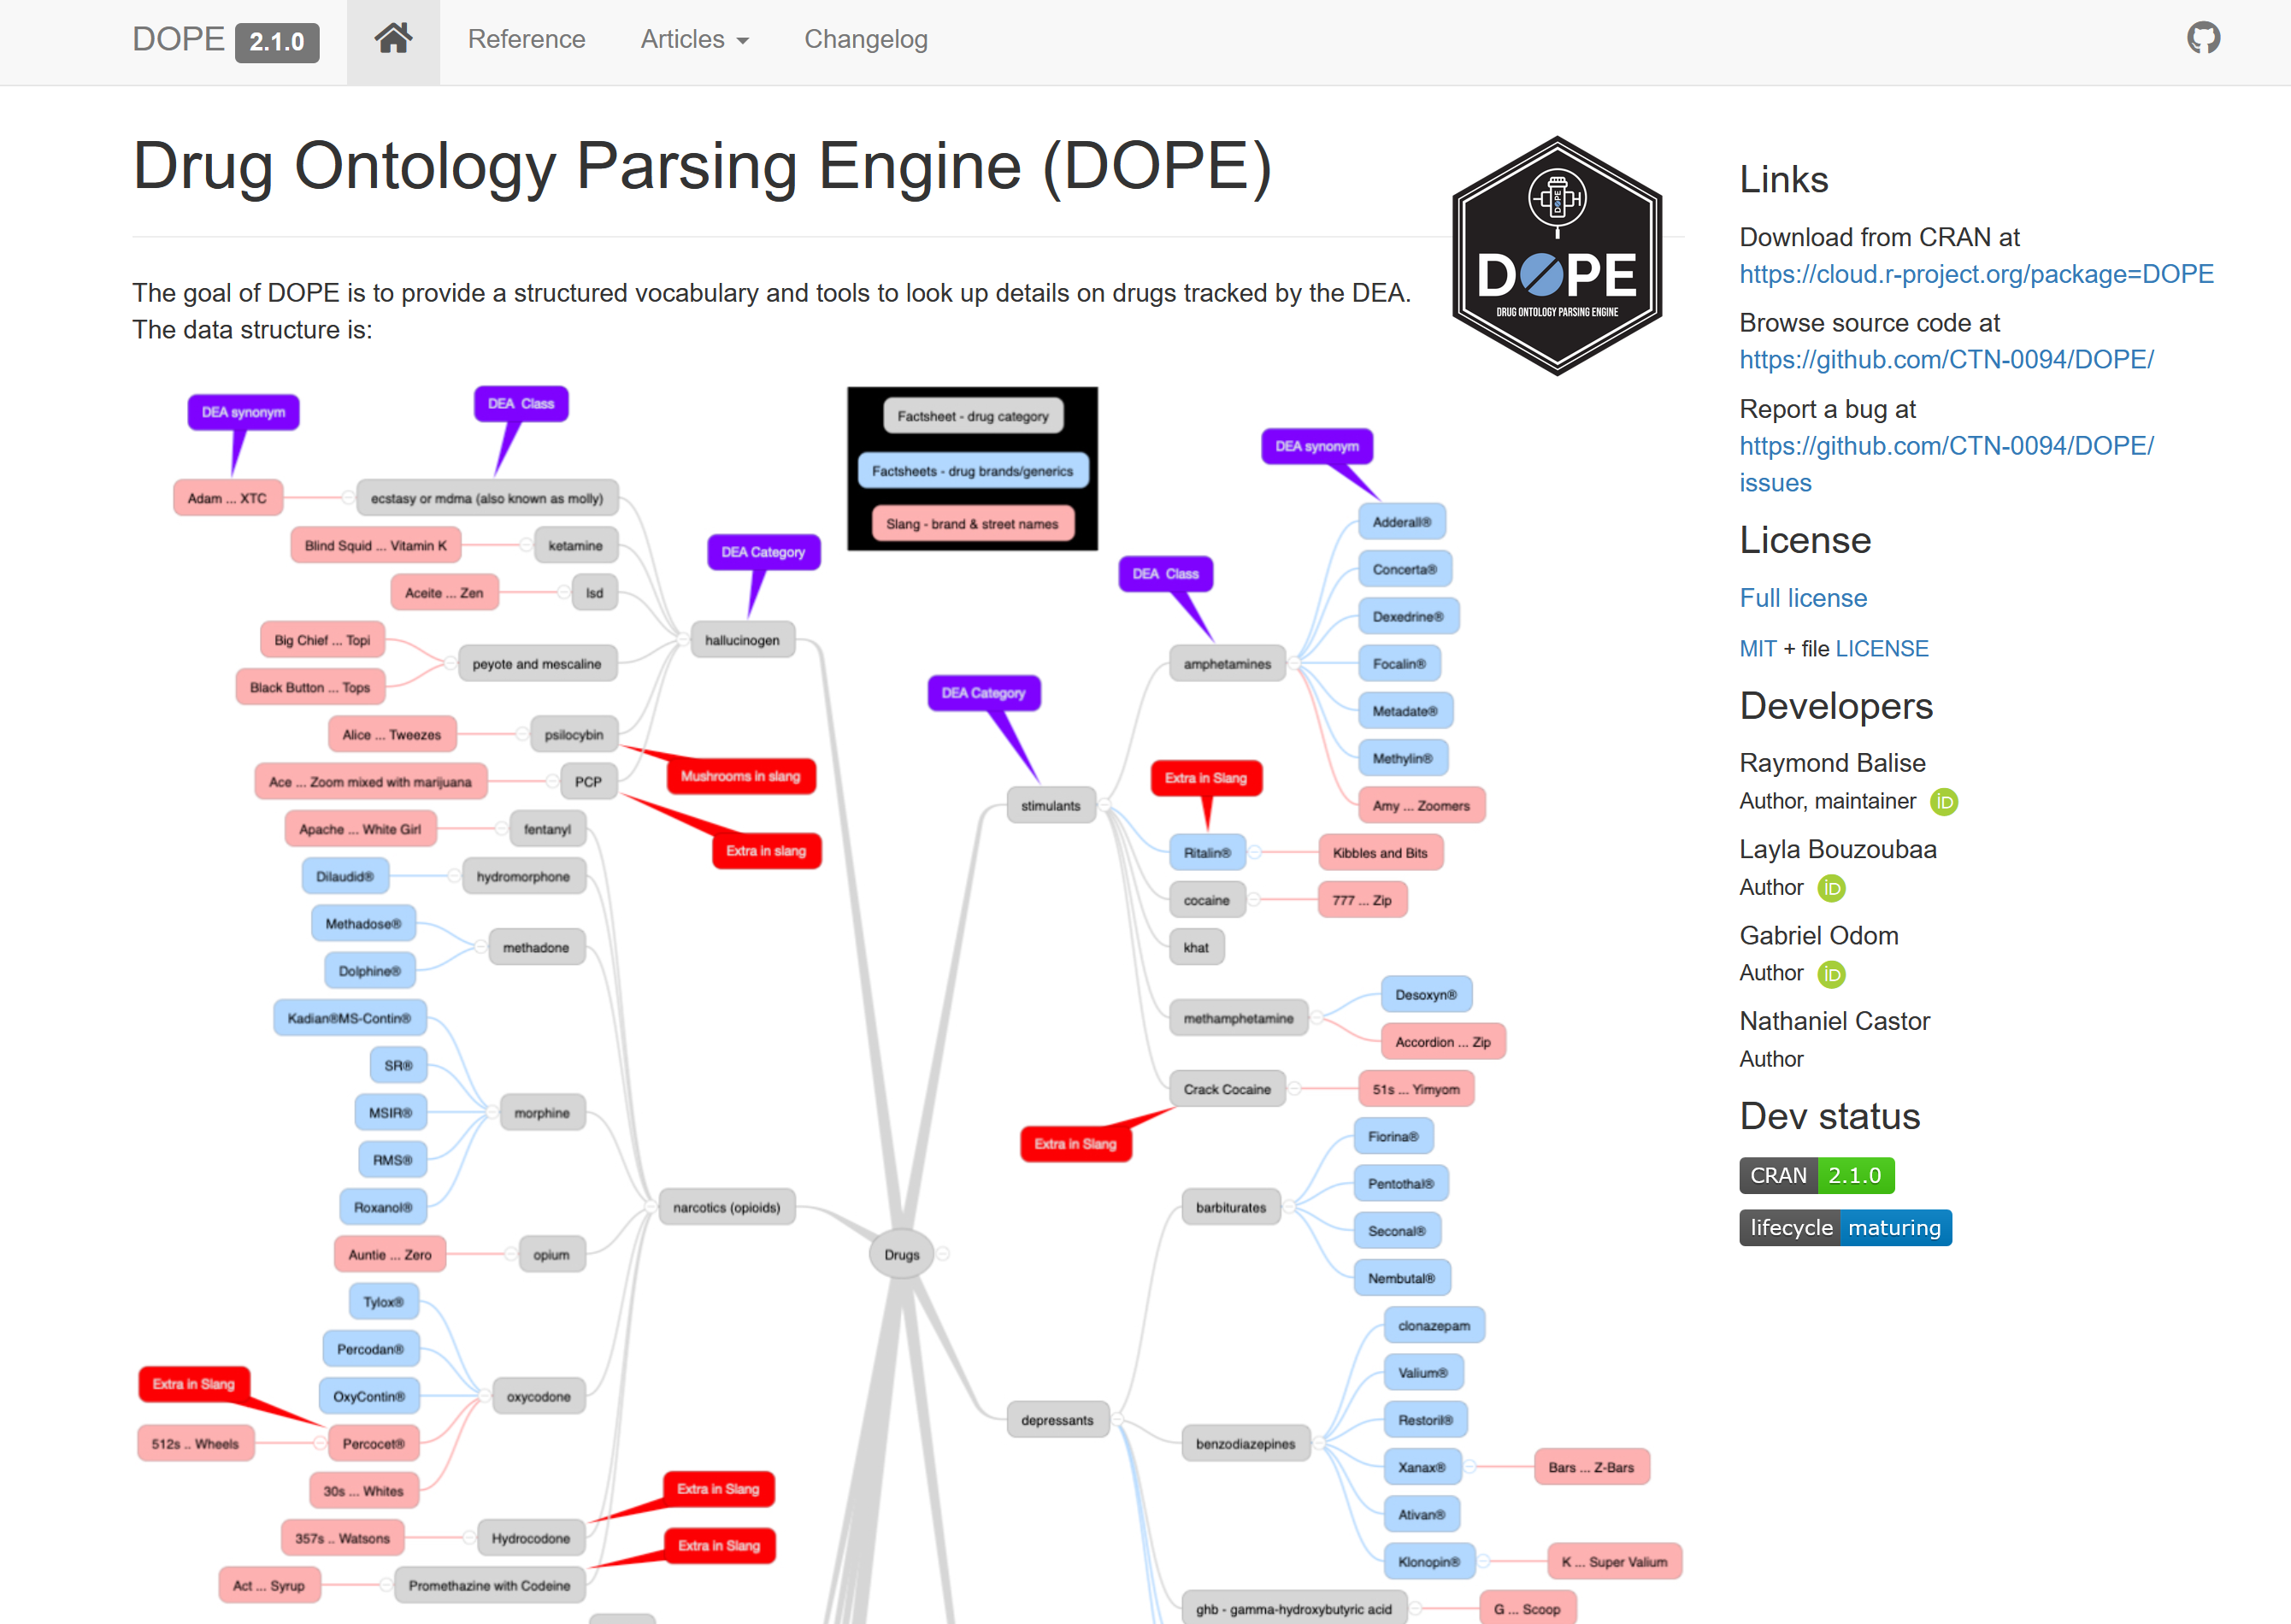 DOPE 2.1.0 Reference Articles Changelog
Drug Ontology Parsing Engine (DOPE)
DOPE
DOPE
DRUG ONTOLOGY PARSING ENGINE
The goal of DOPE is to provide a structured vocabulary and tools to look up details on drugs tracked by the DEA.
The data structure is:
DEA synonym
DEA Class
Adam ... XTC
ecstasy or mdma (also known as molly)
Blind Squid ... Vitamin K
ketamine
DEA Category
Aceite ... Zen
lsd
Big Chief ... Topi
hallucinogen
peyote and mescaline
Black Button ... Tops
Alice ... Tweezes
psilocybin
Mushrooms in slang
Ace ... Zoom mixed with marijuana
PCP
Extra in slang
Apache ... White Girl
fentanyl
Dilaudid®
hydromorphone
Methadose®
methadone
Dolphine®
Kadian®MS-Contin®
SR®
MSIR®
morphine
RMS®
Roxanol®
narcotics (opioids)
Auntie ... Zero
opium
Tylox®
Percodan®
Extra in Slang
OxyContin®
oxycodone
512s .. Wheels
Percocet®
30s ... Whites
Extra in Slang
357s .. Watsons
Hydrocodone
Extra in Slang
Act ... Syrup
Promethazine with Codeine
Drugs
Factsheet - drug category
Factsheets - drug brands/generics
Slang - brand & street names
DEA synonym
Adderall®
DEA Class
Concerta®
Dexedrine®
amphetamines
Focalin®
DEA Category
Metadate®
Methylin®
Extra in Slang
stimulants
Amy ... Zoomers
Ritalin®
Kibbles and Bits
cocaine
777 ... Zip
khat
Desoxyn®
methamphetamine
Accordion ... Zip
Crack Cocaine
51s ... Yimyom
Extra in Slang
Fiorina®
Pentothal®
barbiturates
Seconal®
Nembutal®
clonazepam
Valium®
depressants
Restoril®
benzodiazepines
Xanax®
Bars ... Z-Bars
Ativan®
Klonopin®
K ... Super Valium
ghb - gamma-hydroxybutyric acid
G ... Scoop
Links
Download from CRAN at
https://cloud.r-project.org/package=DOPE
Browse source code at
https://github.com/CTN-0094/DOPE/
Report a bug at
https://github.com/CTN-0094/DOPE/
issues
License
Full license
MIT + file LICENSE
Developers
Raymond Balise
Author, maintainer iD
Layla Bouzoubaa
Author iD
Gabriel Odom
Author iD
Nathaniel Castor
Author
Dev status
CRAN 2.1.0
lifecycle maturing